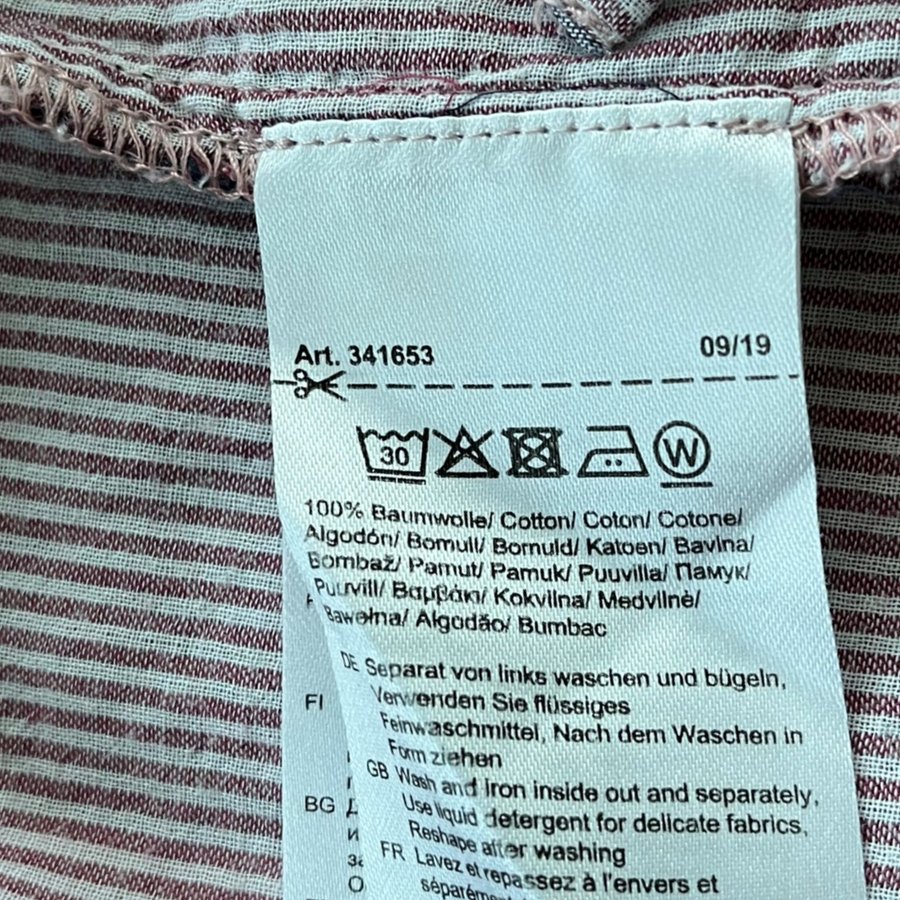 Art. 341653 09/19
30 W
100% Baumwolle/ Cotton/ Coton/ Cotone/
Algodón/ Bomull/ Bomuld/ Katoen/ Bavlna/
Bombaž/ Pamut/ Pamuk/ Puuvilla/ Памук/
Puuvill/ Βαμβάκι/ Kokvilna/ Medvilnė/
Bawełna/ Algodão/ Bumbac
DE Separat von links waschen und bügeln,
Verwenden Sie flüssiges
Feinwaschmittel, Nach dem Waschen in
Form ziehen
GB Wash and iron inside out and separately,
Use liquid detergent for delicate fabrics,
Reshape after washing
FR Lavez et repassez à l'envers et
FI
BG